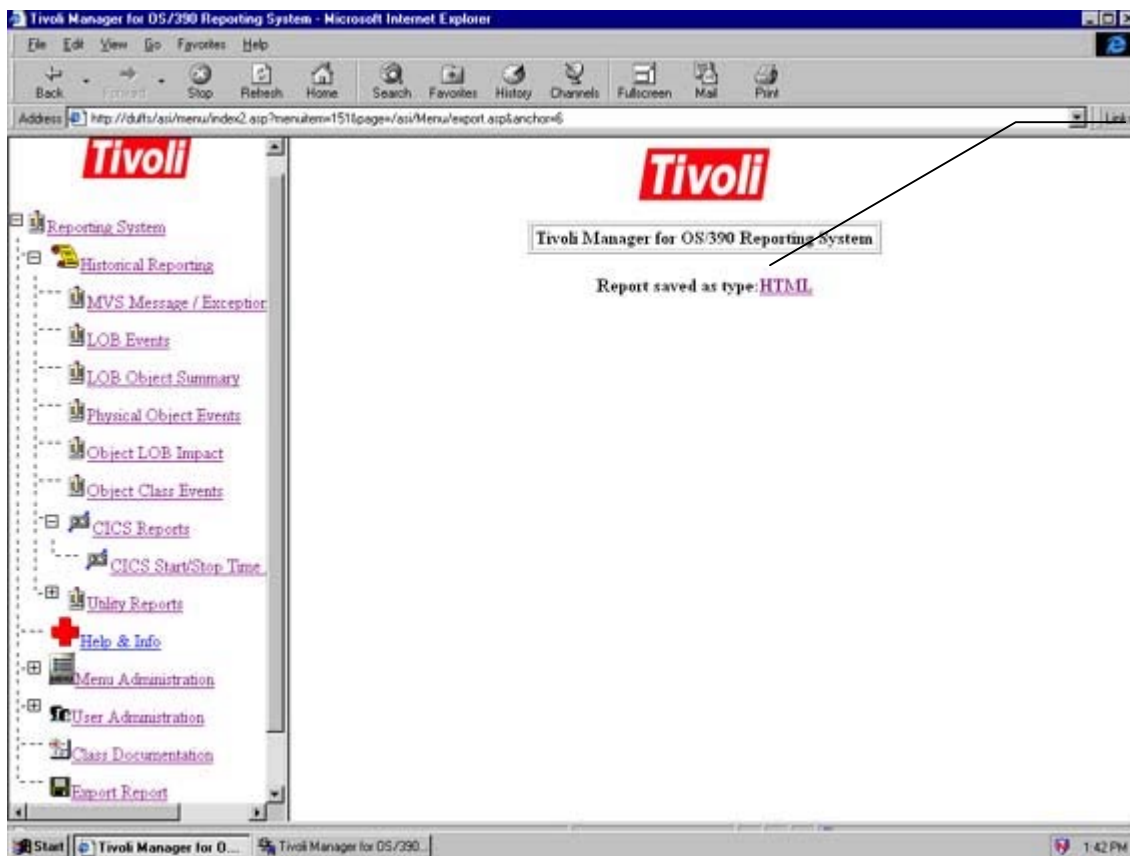 Tivoli Manager for OS/390 Reporting System - Microsoft Internet Explorer
File Edit View Go Favorites Help
Back Forward Stop Refresh Home Search Favorites History Channels Fullscreen Mail Print
Address http://dufts/asi/menu/index2.asp?menuitem=151&page=/asi/Menu/export.asp&anchor=6 Links
Tivoli
Reporting System
Historical Reporting
MVS Message / Exception
LOB Events
LOB Object Summary
Physical Object Events
Object LOB Impact
Object Class Events
CICS Reports
CICS Start/Stop Time
Utility Reports
Help & Info
Menu Administration
User Administration
Class Documentation
Export Report
Tivoli
Tivoli Manager for OS/390 Reporting System
Report saved as type:HTML
Start Tivoli Manager for O... Tivoli Manager for OS/390... 1:42 PM